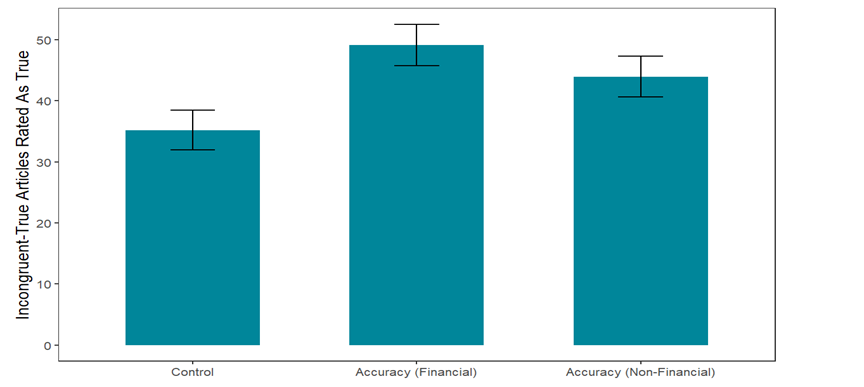 Incongruent-True Articles Rated As True
50
40
30
20
10
0
Control
Accuracy (Financial)
Accuracy (Non-Financial)